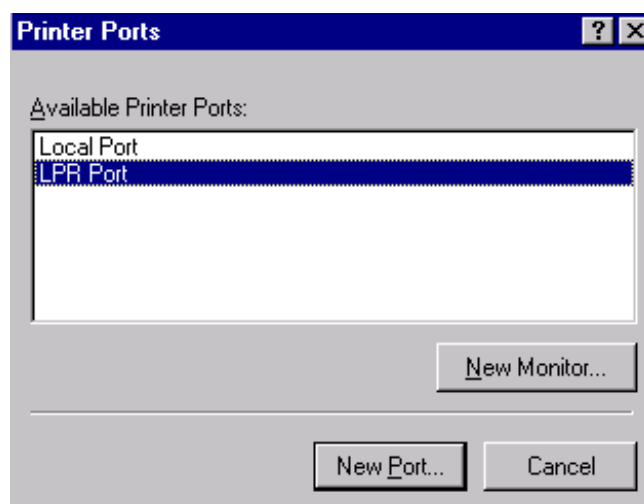 Printer Ports
Available Printer Ports:
Local Port
LPR Port
New Monitor...
New Port...
Cancel